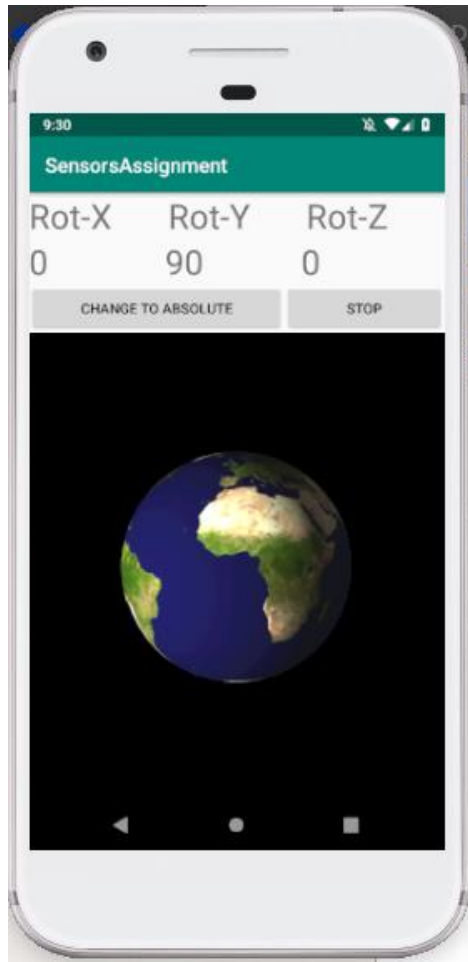 9:30
SensorsAssignment
Rot-X Rot-Y Rot-Z
0 90 0
CHANGE TO ABSOLUTE STOP